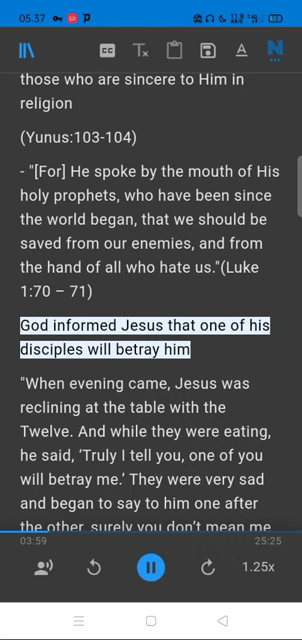 05.37
those who are sincere to Him in
religion
(Yunus:103-104)
- "[For] He spoke by the mouth of His
holy prophets, who have been since
the world began, that we should be
saved from our enemies, and from
the hand of all who hate us."(Luke
1:70 – 71)
God informed Jesus that one of his
disciples will betray him
"When evening came, Jesus was
reclining at the table with the
Twelve. And while they were eating,
he said, ‘Truly I tell you, one of you
will betray me.’ They were very sad
and began to say to him one after
the other, surely you don’t mean me
03:59 25:25
1.25x